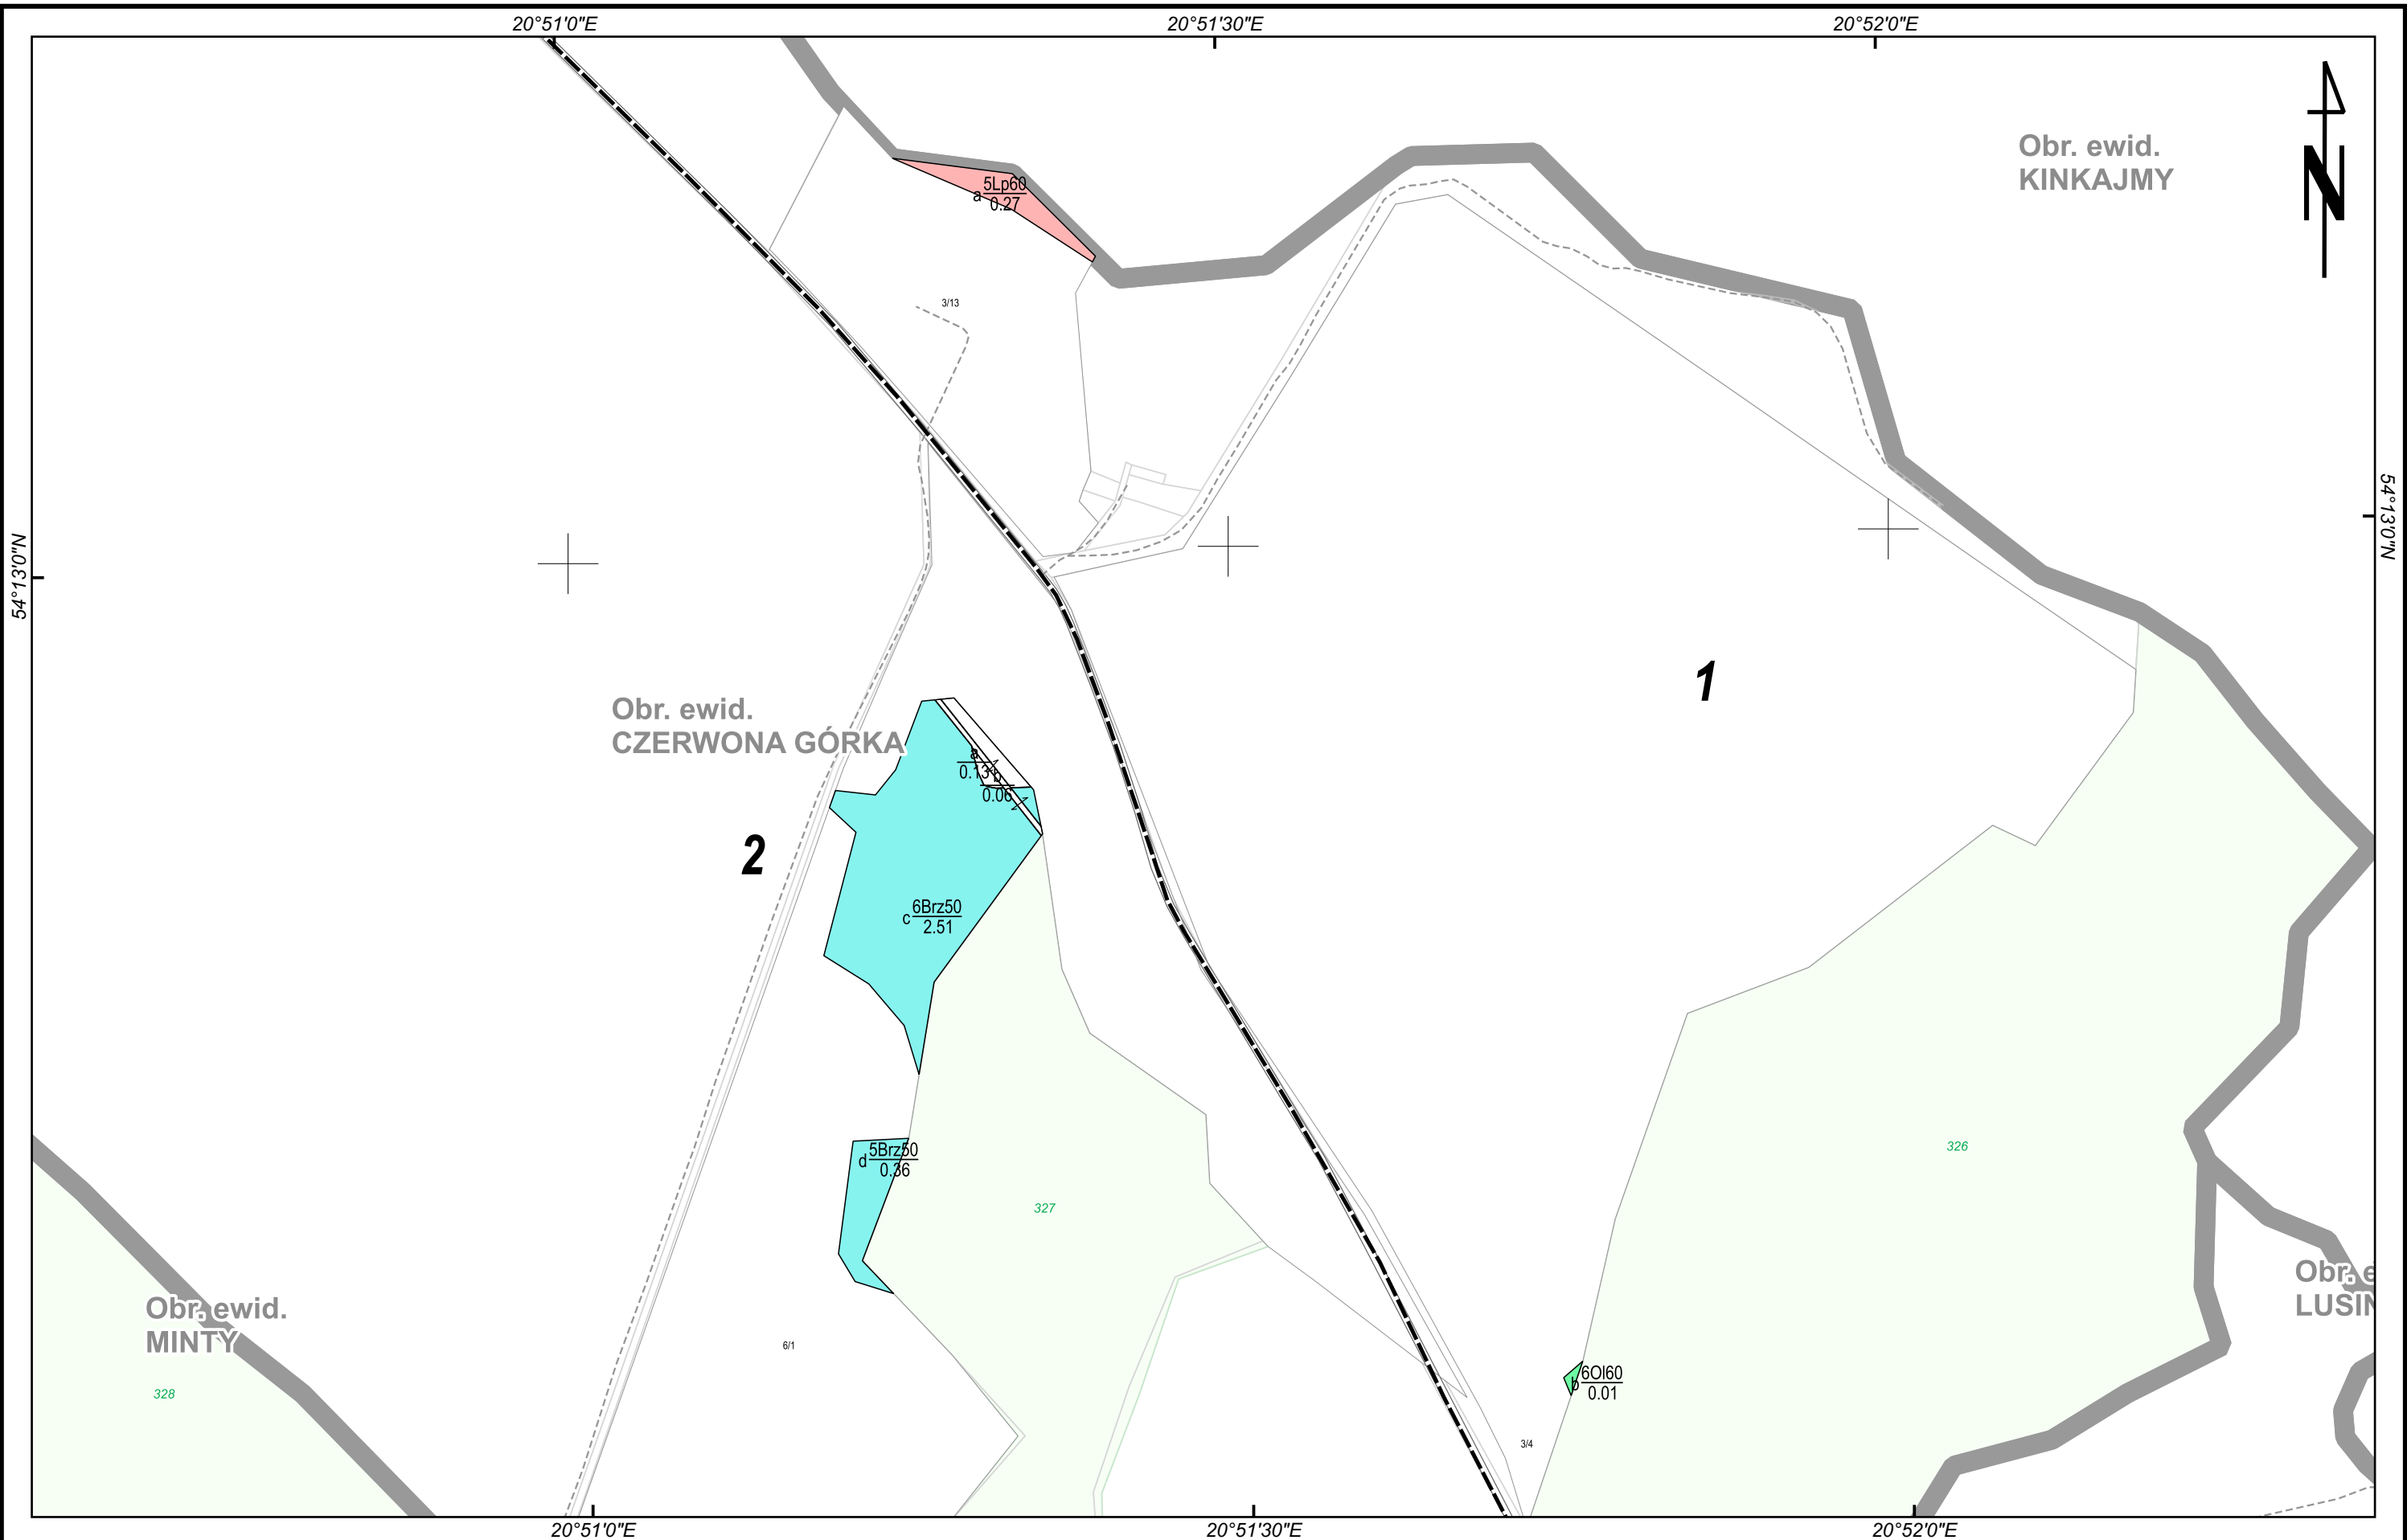 20°51'0"E
20°51'30"E
20°52'0"E
Obr. ewid.
KINKAJMY
N
5Lp60
a 0.27
3/13
54°13'0"N
54°13'0"N
1
Obr. ewid.
CZERWONA GÓRKA
a
0.13
b
0.06
2
6Brz50
c 2.51
5Brz50
d 0.36
326
327
Obr. e
LUSIN
Obr. ewid.
MINTY
6/1
328
6Ol60
b 0.01
3/4
20°51'0"E
20°51'30"E
20°52'0"E